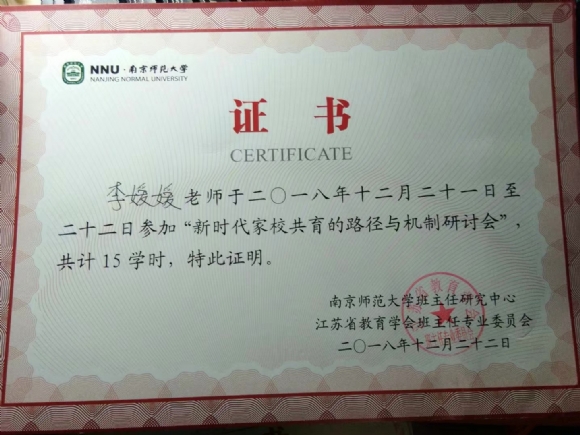 NNU·南京师范大学
NANJING NORMAL UNIVERSITY
证 书
CERTIFICATE
李媛媛老师于二〇一八年十二月二十一日至
二十二日参加“新时代家校共育的路径与机制研讨会”,
共计 15 学时，特此证明。
南京师范大学班主任研究中心
江苏省教育学会班主任专业委员会
二〇一八年十二月二十二日